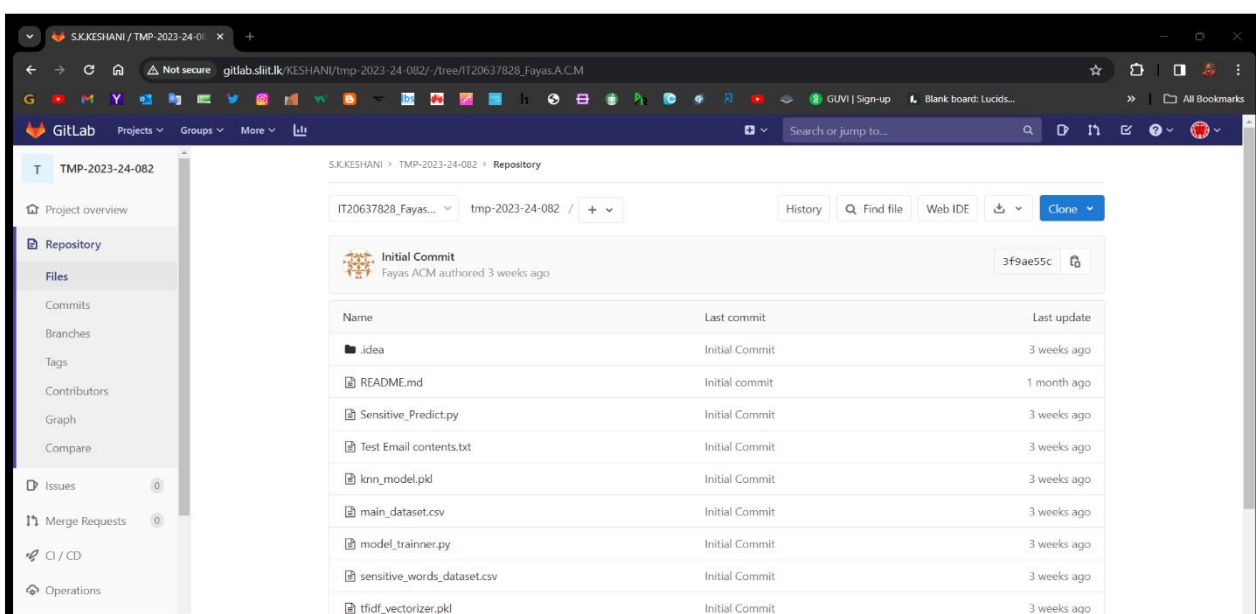 S.K.KESHANI / TMP-2023-24-08
Not secure gitlab.sliit.lk/KESHANI/tmp-2023-24-082/-/tree/IT20637828_Fayas.A.C.M
GUVI | Sign-up Blank board: Lucids... » All Bookmarks
GitLab Projects Groups More Search or jump to...
T TMP-2023-24-082
Project overview
Repository
Files
Commits
Branches
Tags
Contributors
Graph
Compare
Issues 0
Merge Requests 0
CI / CD
Operations
S.K.KESHANI > TMP-2023-24-082 > Repository
IT20637828_Fayas... tmp-2023-24-082 / +
History Find file Web IDE Clone
Initial Commit
Fayas ACM authored 3 weeks ago
3f9ae55c
Name Last commit Last update
.idea Initial Commit 3 weeks ago
README.md Initial commit 1 month ago
Sensitive_Predict.py Initial Commit 3 weeks ago
Test Email contents.txt Initial Commit 3 weeks ago
knn_model.pkl Initial Commit 3 weeks ago
main_dataset.csv Initial Commit 3 weeks ago
model_trainner.py Initial Commit 3 weeks ago
sensitive_words_dataset.csv Initial Commit 3 weeks ago
tfidf_vectorizer.pkl Initial Commit 3 weeks ago